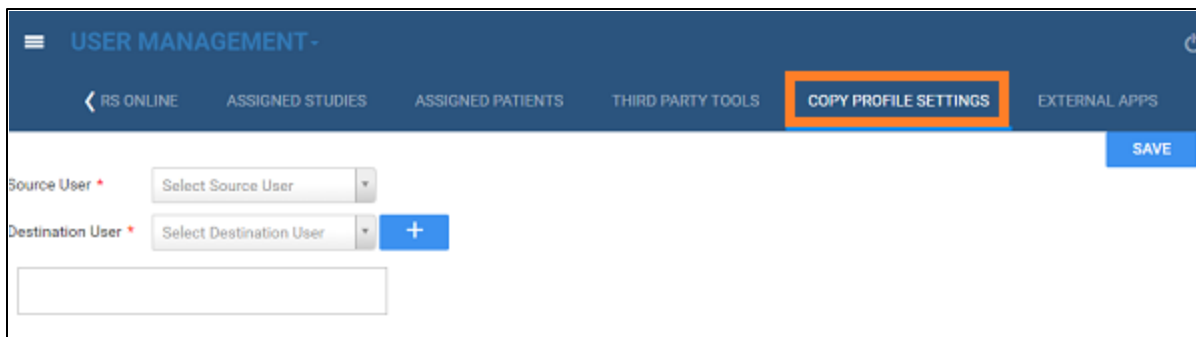 USER MANAGEMENT-
RS ONLINE ASSIGNED STUDIES ASSIGNED PATIENTS THIRD PARTY TOOLS COPY PROFILE SETTINGS EXTERNAL APPS
SAVE
Source User * Select Source User
Destination User * Select Destination User +